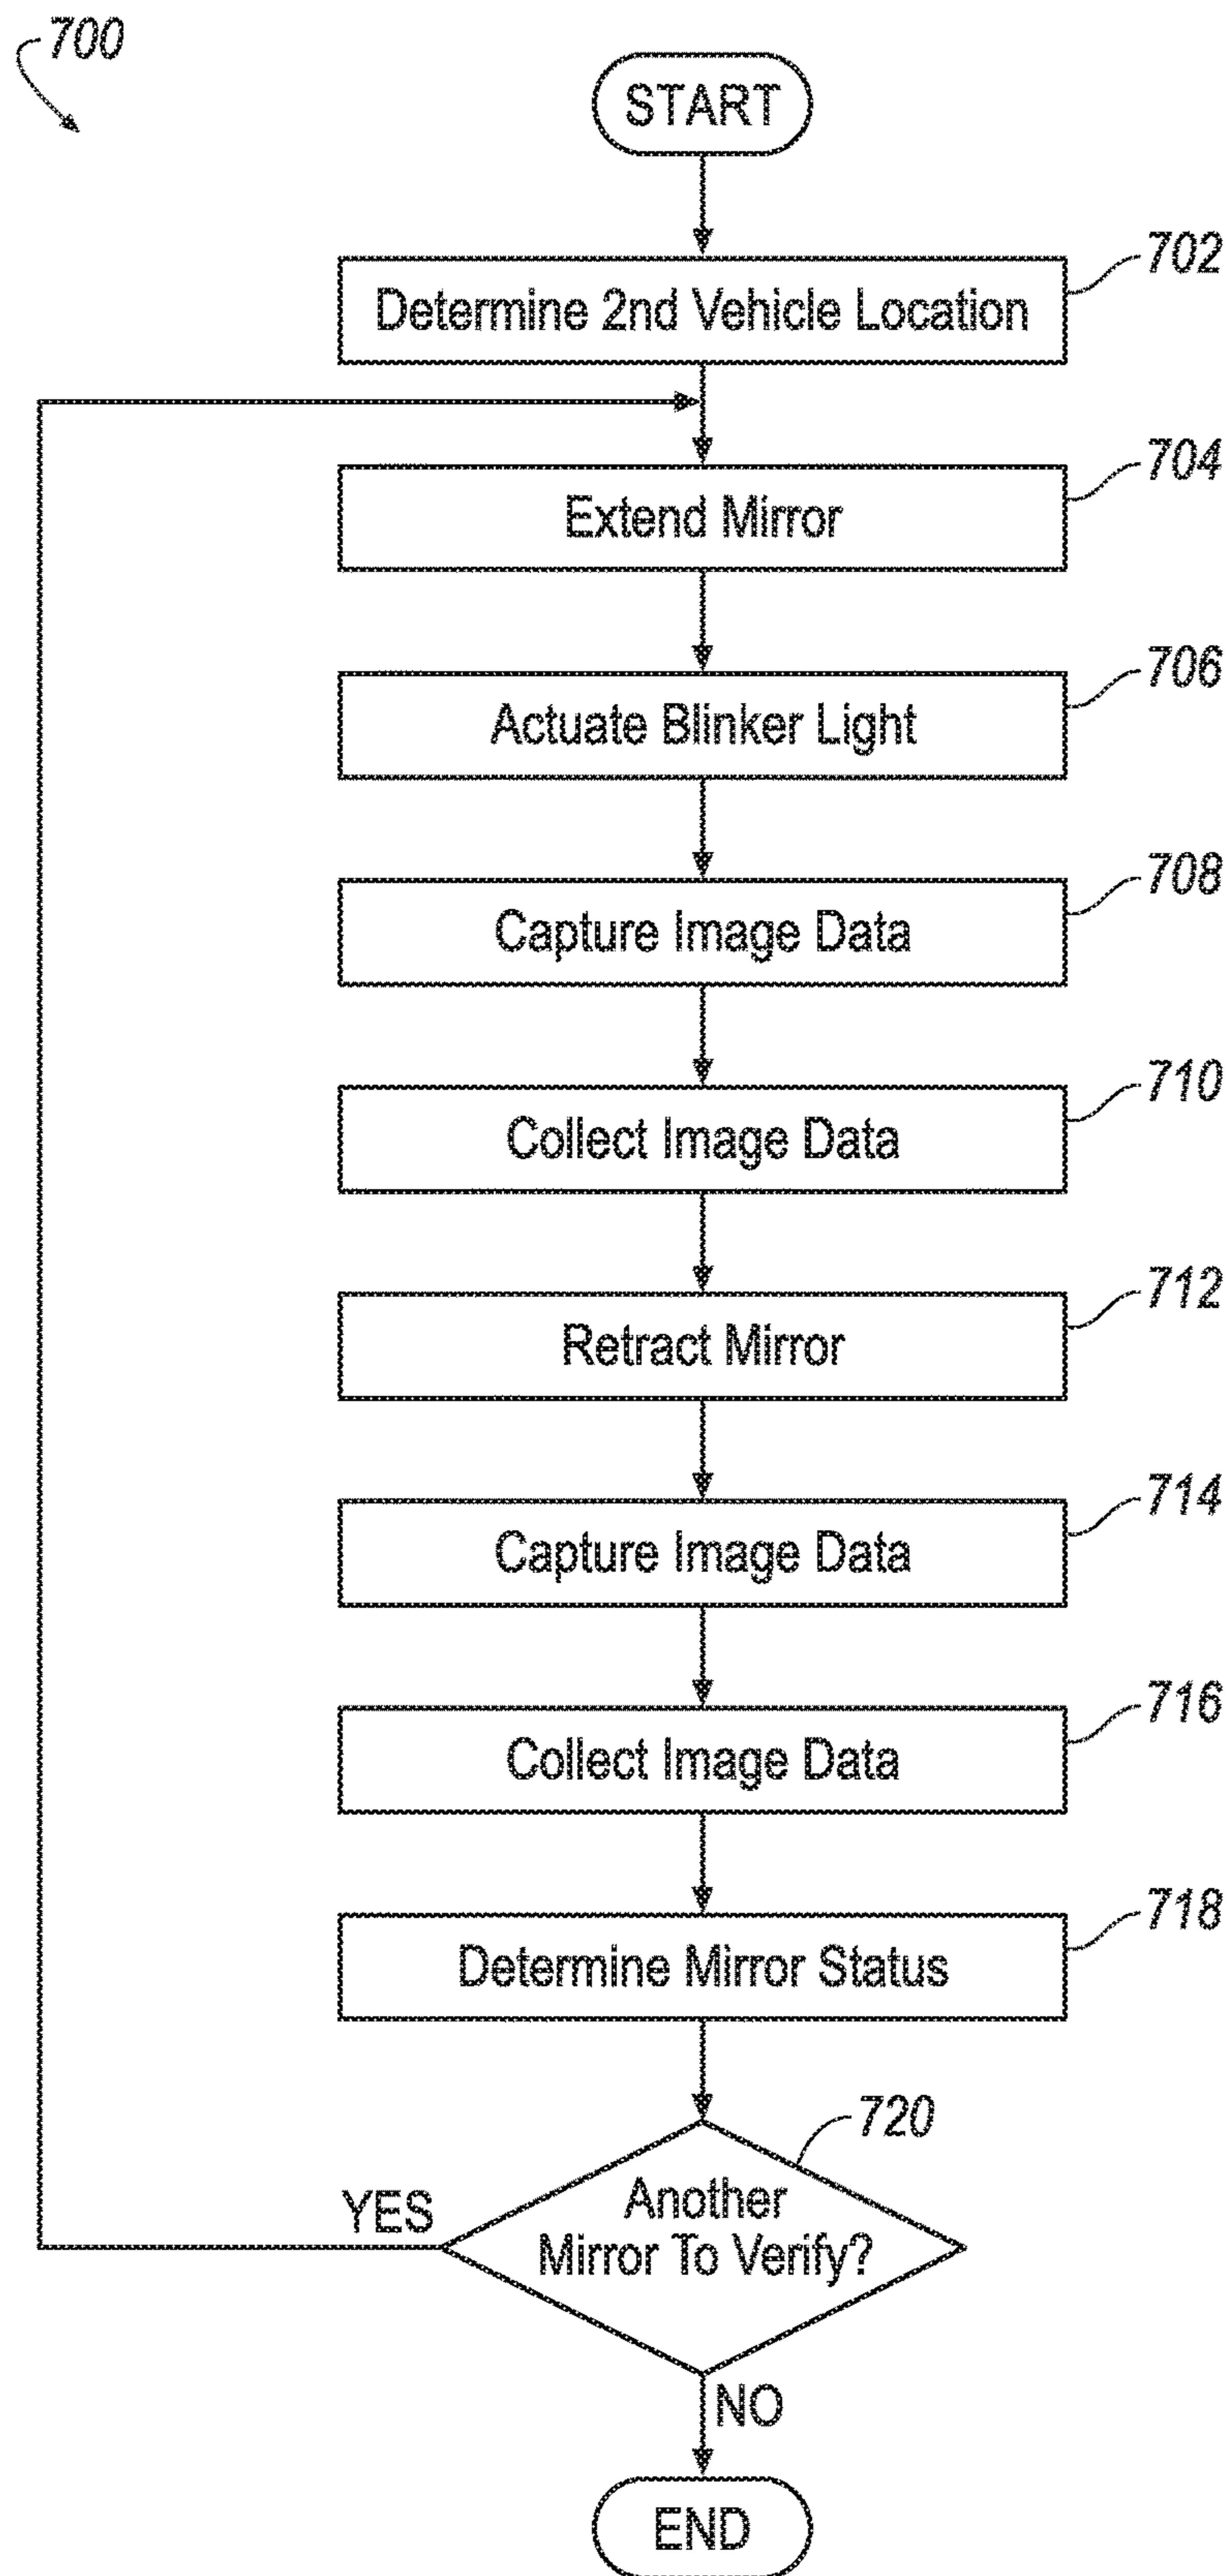 700
START
702
Determine 2nd Vehicle Location
704
Extend Mirror
706
Actuate Blinker Light
708
Capture Image Data
710
Collect Image Data
712
Retract Mirror
714
Capture Image Data
716
Collect Image Data
718
Determine Mirror Status
720
Another
Mirror To Verify?
YES
NO
END